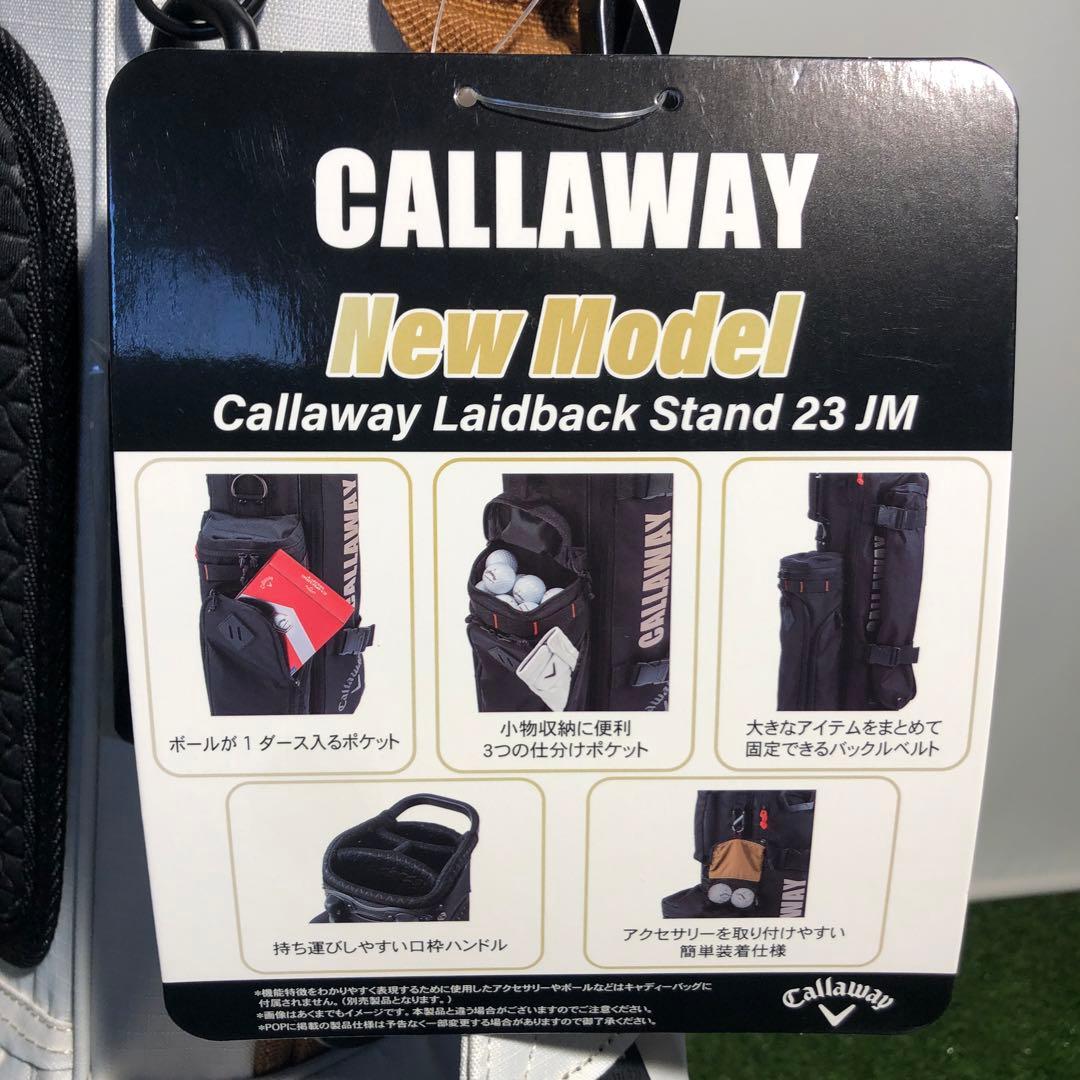 CALLAWAY
New Model
Callaway Laidback Stand 23 JM
CALLAWAY
Callaway
CALLAWAY
Callaway
CALLAWAY
ボールが1ダース入るポケット
小物収納に便利
3つの仕分けポケット
大きなアイテムをまとめて
固定できるバックルベルト
WAY
持ち運びしやすい口枠ハンドル
アクセサリーを取り付けやすい
簡単装着仕様
*機能特徴をわかりやすく表現するために使用したアクセサリーやボールなどはキャディーバッグに
付属されません。(別売製品となります。)
*画像はあくまでもイメージです。本製品と違う場合がございますのでご注意ください。
*POPに掲載の製品仕様は予告なく一部変更する場合がありますので御了承ください。
Callaway